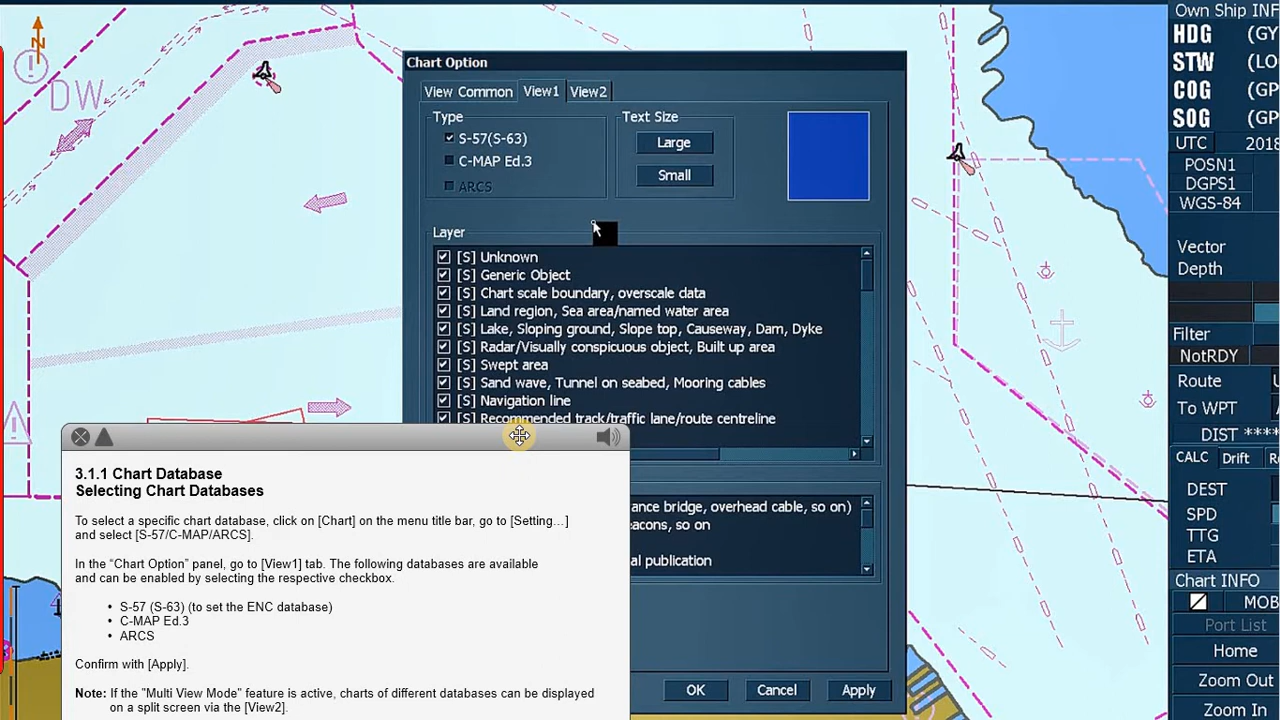 N
DW
Chart Option
View Common View1 View2
Type
S-57(S-63)
C-MAP Ed.3
ARCS
Text Size
Large
Small
Layer
[S] Unknown
[S] Generic Object
[S] Chart scale boundary, overscale data
[S] Land region, Sea area/named water area
[S] Lake, Sloping ground, Slope top, Causeway, Dam, Dyke
[S] Radar/Visually conspicuous object, Built up area
[S] Swept area
[S] Sand wave, Tunnel on seabed, Mooring cables
[S] Navigation line
[S] Recommended track/traffic lane/route centreline
ance bridge, overhead cable, so on)
eacons, so on
al publication
OK Cancel Apply
3.1.1 Chart Database
Selecting Chart Databases
To select a specific chart database, click on [Chart] on the menu title bar, go to [Setting...]
and select [S-57/C-MAP/ARCS].
In the “Chart Option” panel, go to [View1] tab. The following databases are available
and can be enabled by selecting the respective checkbox.
• S-57 (S-63) (to set the ENC database)
• C-MAP Ed.3
• ARCS
Confirm with [Apply].
Note: If the "Multi View Mode" feature is active, charts of different databases can be displayed
on a split screen via the [View2].
Own Ship INF
HDG (GY
STW (LO
COG (GP
SOG (GP
UTC 2018
POSN1
DGPS1
WGS-84
Vector
Depth
Filter
NotRDY
Route
To WPT
DIST ****
CALC Drift
DEST
SPD
TTG
ETA
Chart INFO
MOB
Port List
Home
Zoom Out
Zoom In